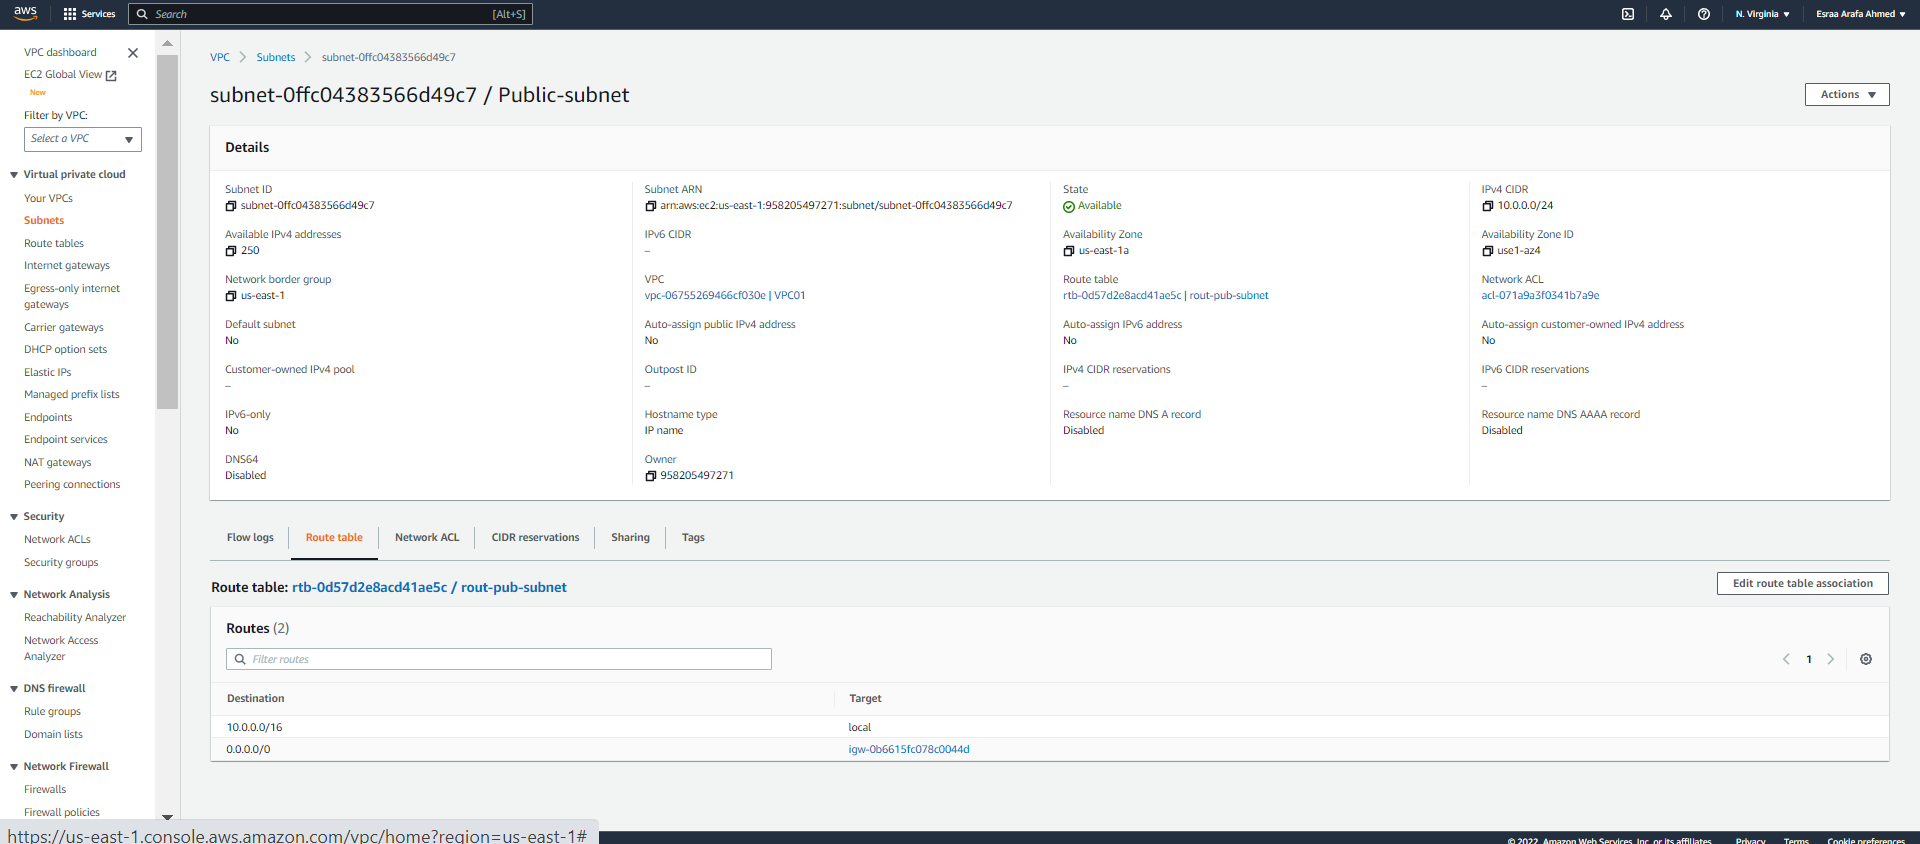 aws Services Search [Alt+S] N. Virginia Esraa Arafa Ahmed
VPC dashboard
EC2 Global View
New
Filter by VPC:
Select a VPC
Virtual private cloud
Your VPCs
Subnets
Route tables
Internet gateways
Egress-only internet
gateways
Carrier gateways
DHCP option sets
Elastic IPs
Managed prefix lists
Endpoints
Endpoint services
NAT gateways
Peering connections
Security
Network ACLs
Security groups
Network Analysis
Reachability Analyzer
Network Access
Analyzer
DNS firewall
Rule groups
Domain lists
Network Firewall
Firewalls
Firewall policies
https://us-east-1.console.aws.amazon.com/vpc/home?region=us-east-1#
VPC Subnets subnet-0ffc04383566d49c7
subnet-0ffc04383566d49c7 / Public-subnet
Actions
Details
Subnet ID
subnet-0ffc04383566d49c7
Subnet ARN
arn:aws:ec2:us-east-1:958205497271:subnet/subnet-0ffc04383566d49c7
State
Available
IPv4 CIDR
10.0.0.0/24
Available IPv4 addresses
250
IPv6 CIDR
–
Availability Zone
us-east-1a
Availability Zone ID
use1-az4
Network border group
us-east-1
VPC
vpc-06755269466cf030e | VPC01
Route table
rtb-0d57d2e8acd41ae5c | rout-pub-subnet
Network ACL
acl-071a9a3f0341b7a9e
Default subnet
No
Auto-assign public IPv4 address
No
Auto-assign IPv6 address
No
Auto-assign customer-owned IPv4 address
No
Customer-owned IPv4 pool
–
Outpost ID
–
IPv4 CIDR reservations
–
IPv6 CIDR reservations
–
IPv6-only
No
Hostname type
IP name
Resource name DNS A record
Disabled
Resource name DNS AAAA record
Disabled
DNS64
Disabled
Owner
958205497271
Flow logs Route table Network ACL CIDR reservations Sharing Tags
Route table: rtb-0d57d2e8acd41ae5c / rout-pub-subnet
Edit route table association
Routes (2)
Filter routes
1
Destination Target
10.0.0.0/16 local
0.0.0.0/0 igw-0b6615fc078c0044d
© 2022, Amazon Web Services, Inc. or its affiliates. Privacy Terms Cookie preferences